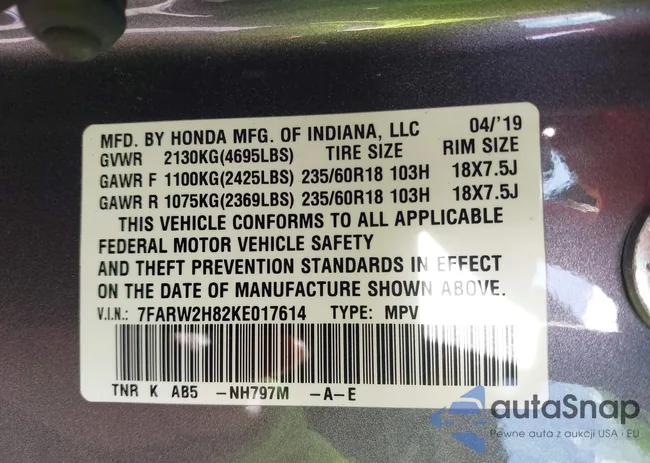 MFD. BY HONDA MFG. OF INDIANA, LLC 04/'19
GVWR 2130KG(4695LBS) TIRE SIZE RIM SIZE
GAWR F 1100KG(2425LBS) 235/60R18 103H 18X7.5J
GAWR R 1075KG(2369LBS) 235/60R18 103H 18X7.5J
THIS VEHICLE CONFORMS TO ALL APPLICABLE
FEDERAL MOTOR VEHICLE SAFETY
AND THEFT PREVENTION STANDARDS IN EFFECT
ON THE DATE OF MANUFACTURE SHOWN ABOVE.
V.I.N.: 7FARW2H82KE017614 TYPE: MPV
TNR K AB5 -NH797M -A-E
autaSnap
Pewne auta z aukcji USA · EU